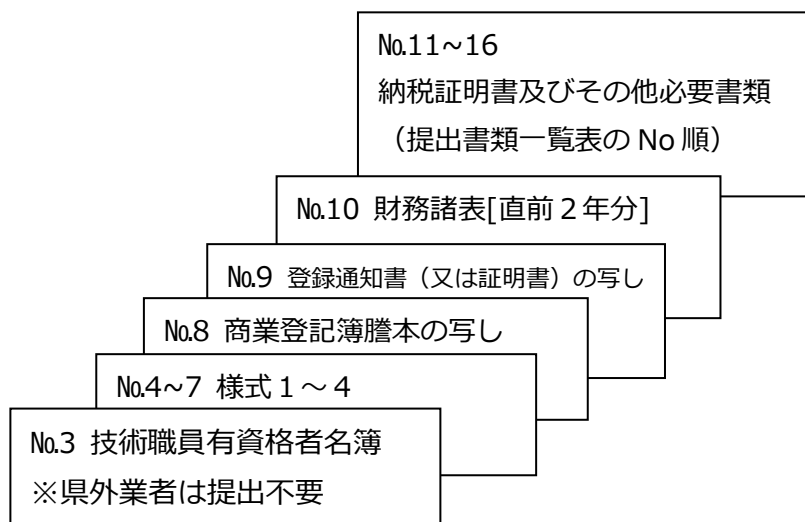 №11~16
納税証明書及びその他必要書類
（提出書類一覧表の No 順）
№10 財務諸表[直前２年分]
№9 登録通知書（又は証明書）の写し
№8 商業登記簿謄本の写し
№4~7 様式１～４
№3 技術職員有資格者名簿
※県外業者は提出不要